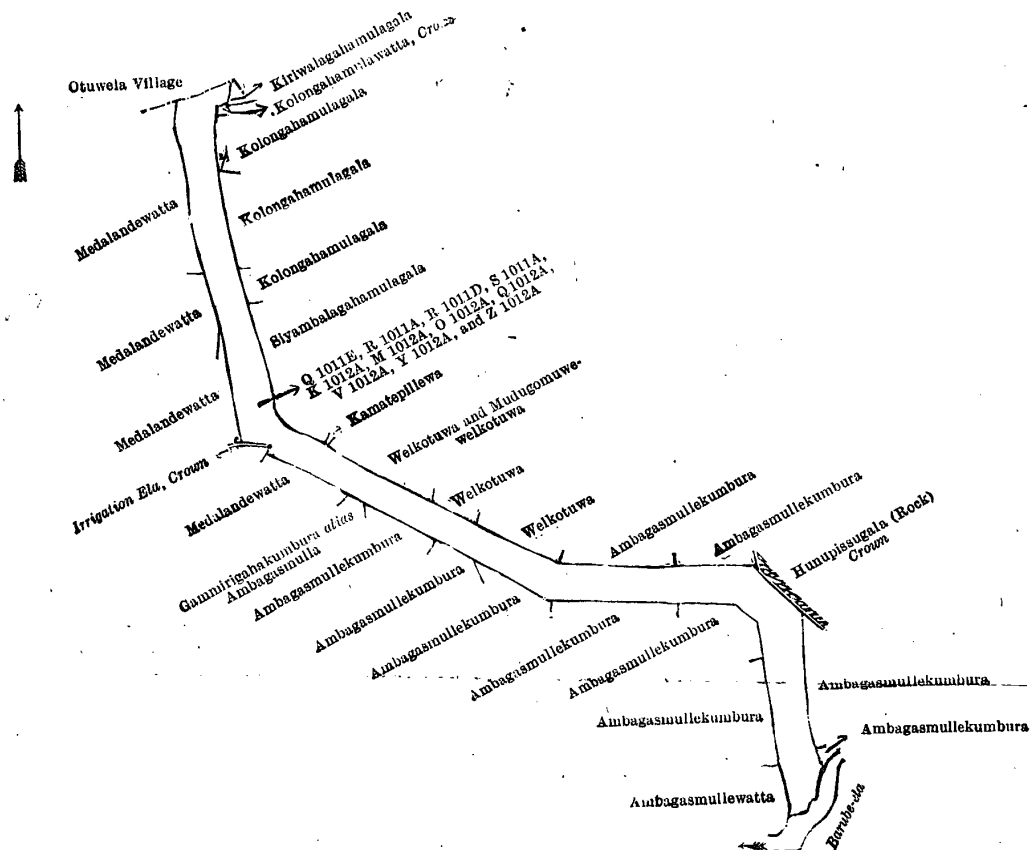 Otuwela Village
Kiriwalagahamulagala
Kolongahamulawatta, Crown
Kolongahamulagala
Kolongahamulagala
Medalandewatta
Kolongahamulagala
Siyambalagahamulagala
Medalandewatta
Q 1011E, R 1011A, R 1011D, S 1011A,
K 1012A, M 1012A, O 1012A, Q 1012A,
V 1012A, Y 1012A, and Z 1012A
Medalandewatta
Kamatepillewa
Welkotuwa and Mudugomuwe-
welkotuwa
Irrigation Ela, Crown
Medalandewatta
Welkotuwa
Welkotuwa
Ambagasmullekumbura
Ambagasmullekumbura
Hunupissugala (Rock)
Crown
Gammirigahakumbura alias
Ambagasmulla
Ambagasmullekumbura
Ambagasmullekumbura
Ambagasmullekumbura
Ambagasmullekumbura
Ambagasmullekumbura
Ambagasmullekumbura
Ambagasmullekumbura
Ambagasmullekumbura
Ambagasmullewatta
Barube-ela